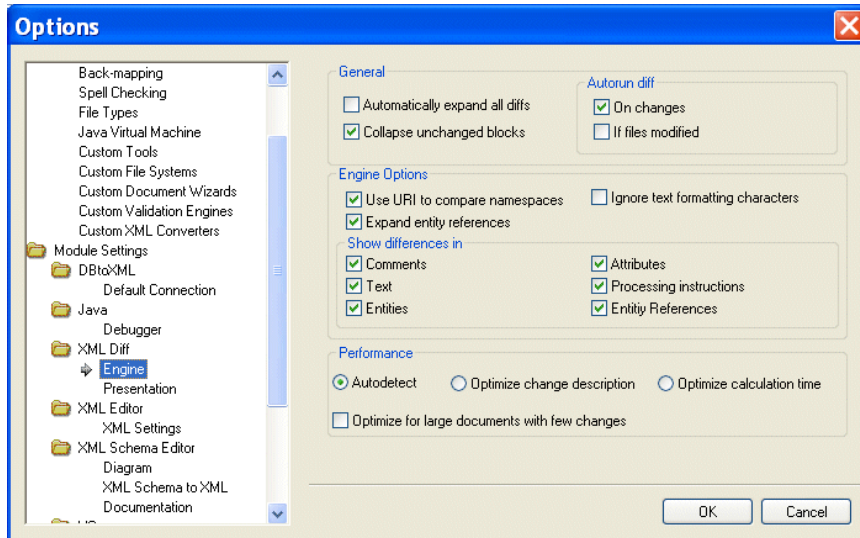 Options
Back-mapping
Spell Checking
File Types
Java Virtual Machine
Custom Tools
Custom File Systems
Custom Document Wizards
Custom Validation Engines
Custom XML Converters
Module Settings
DBtoXML
Default Connection
Java
Debugger
XML Diff
Engine
Presentation
XML Editor
XML Settings
XML Schema Editor
Diagram
XML Schema to XML
Documentation
General
Automatically expand all diffs
Collapse unchanged blocks
Autorun diff
On changes
If files modified
Engine Options
Use URI to compare namespaces
Ignore text formatting characters
Expand entity references
Show differences in
Comments
Attributes
Text
Processing instructions
Entities
Entitiy References
Performance
Autodetect
Optimize change description
Optimize calculation time
Optimize for large documents with few changes
OK
Cancel